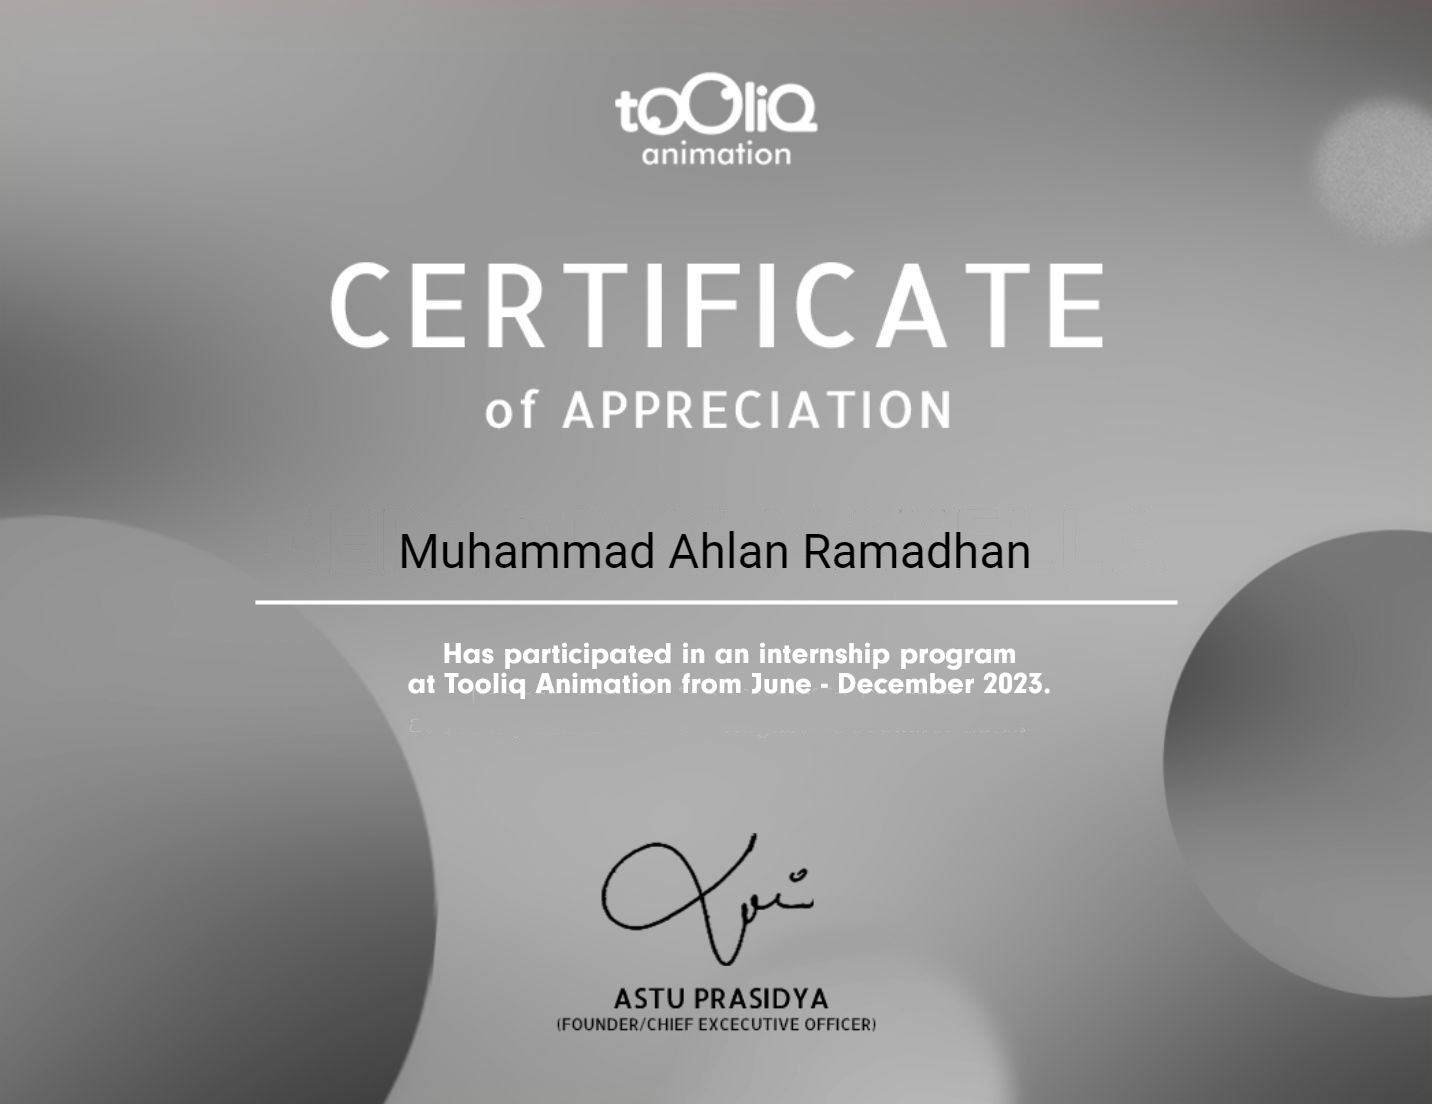 toOliQ
animation
CERTIFICATE
of APPRECIATION
Muhammad Ahlan Ramadhan
Has participated in an internship program
at Tooliq Animation from June - December 2023.
ASTU PRASIDYA
(FOUNDER/CHIEF EXCECUTIVE OFFICER)